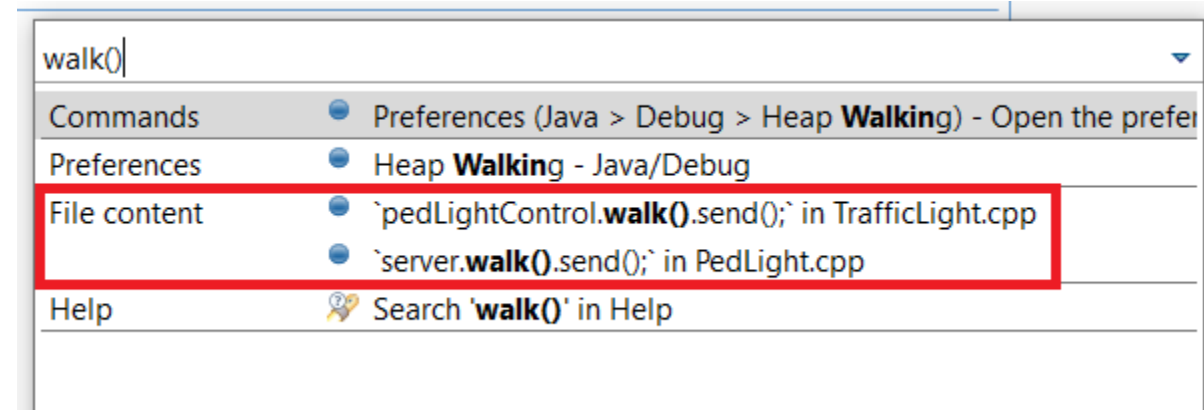 walk()
Commands Preferences (Java > Debug > Heap Walking) - Open the prefer
Preferences Heap Walking - Java/Debug
File content `pedLightControl.walk().send();` in TrafficLight.cpp
`server.walk().send();` in PedLight.cpp
Help Search 'walk()' in Help